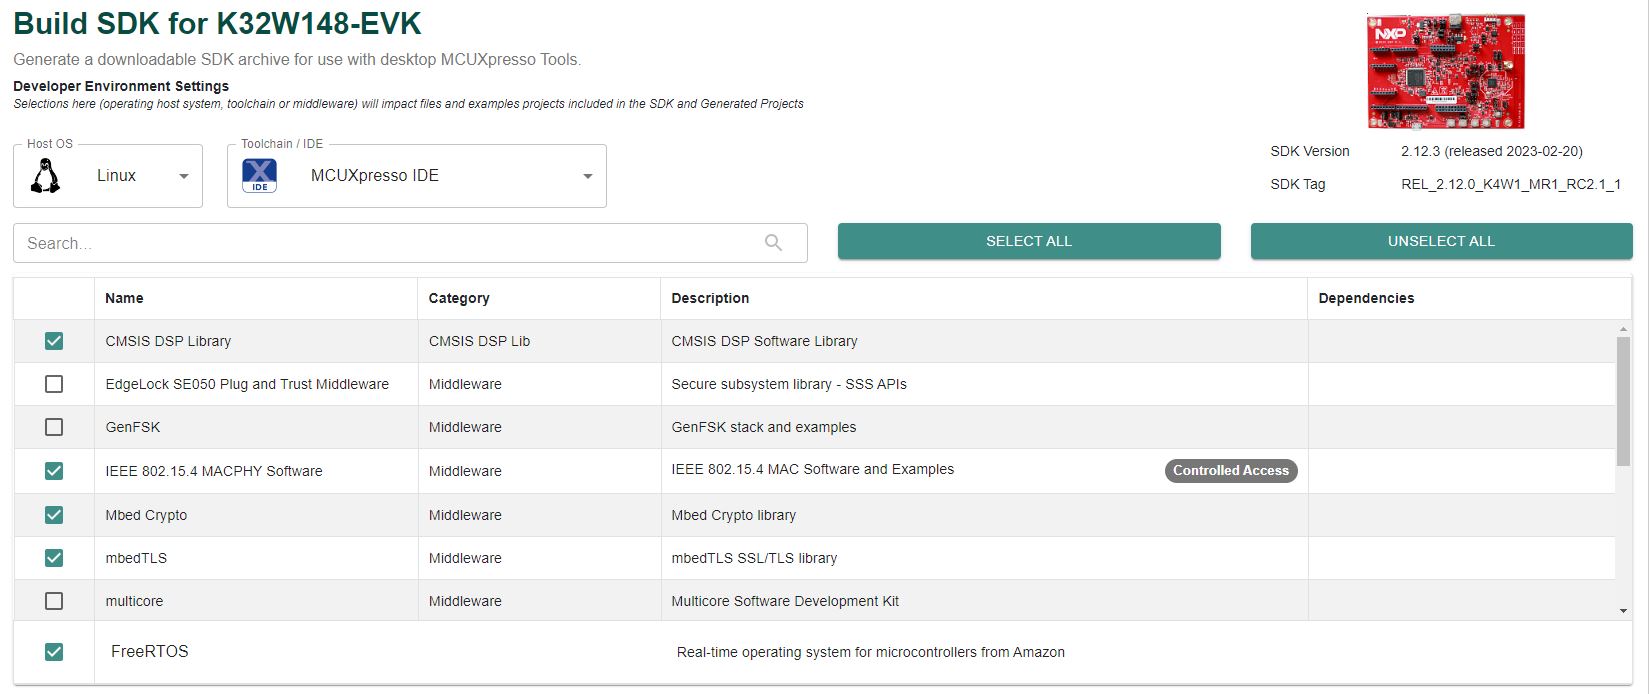 Build SDK for K32W148-EVK
Generate a downloadable SDK archive for use with desktop MCUXpresso Tools.
Developer Environment Settings
Selections here (operating host system, toolchain or middleware) will impact files and examples projects included in the SDK and Generated Projects
NXP
Host OS
Linux
Toolchain / IDE
IDE
MCUXpresso IDE
SDK Version 2.12.3 (released 2023-02-20)
SDK Tag REL_2.12.0_K4W1_MR1_RC2.1_1
Search...
SELECT ALL
UNSELECT ALL
Name Category Description Dependencies
CMSIS DSP Library CMSIS DSP Lib CMSIS DSP Software Library
EdgeLock SE050 Plug and Trust Middleware Middleware Secure subsystem library - SSS APIs
GenFSK Middleware GenFSK stack and examples
IEEE 802.15.4 MACPHY Software Middleware IEEE 802.15.4 MAC Software and Examples Controlled Access
Mbed Crypto Middleware Mbed Crypto library
mbedTLS Middleware mbedTLS SSL/TLS library
multicore Middleware Multicore Software Development Kit
FreeRTOS Real-time operating system for microcontrollers from Amazon